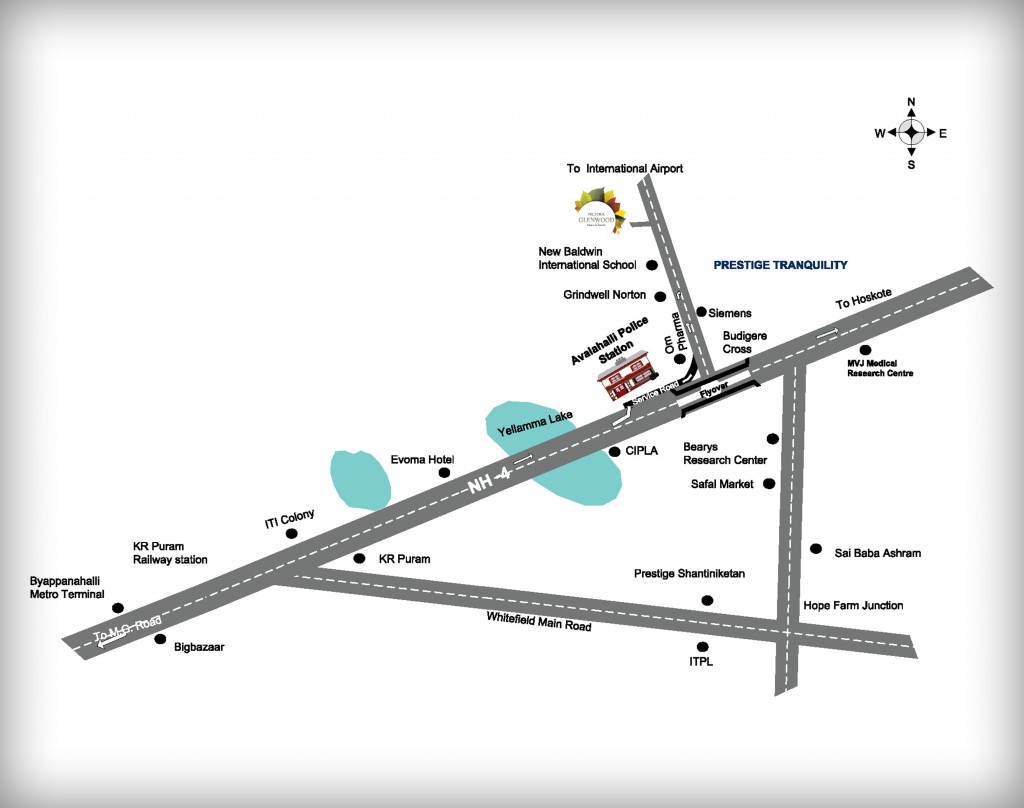 N
W
E
S
To International Airport
GLENWOOD
New Baldwin
International School
PRESTIGE TRANQUILITY
Grindwell Norton
To Hoskote
Siemens
Om
Pharma
Avalahalli Police
Station
Budigere
Cross
MVJ Medical
Research Centre
Service Road
Flyover
Yellamma Lake
CIPLA
Bearys
Research Center
Evoma Hotel
NH -4
Safal Market
ITI Colony
KR Puram
Railway station
KR Puram
Sai Baba Ashram
Prestige Shantiniketan
Byappanahalli
Metro Terminal
Hope Farm Junction
Whitefield Main Road
To M.G. Road
Bigbazaar
ITPL